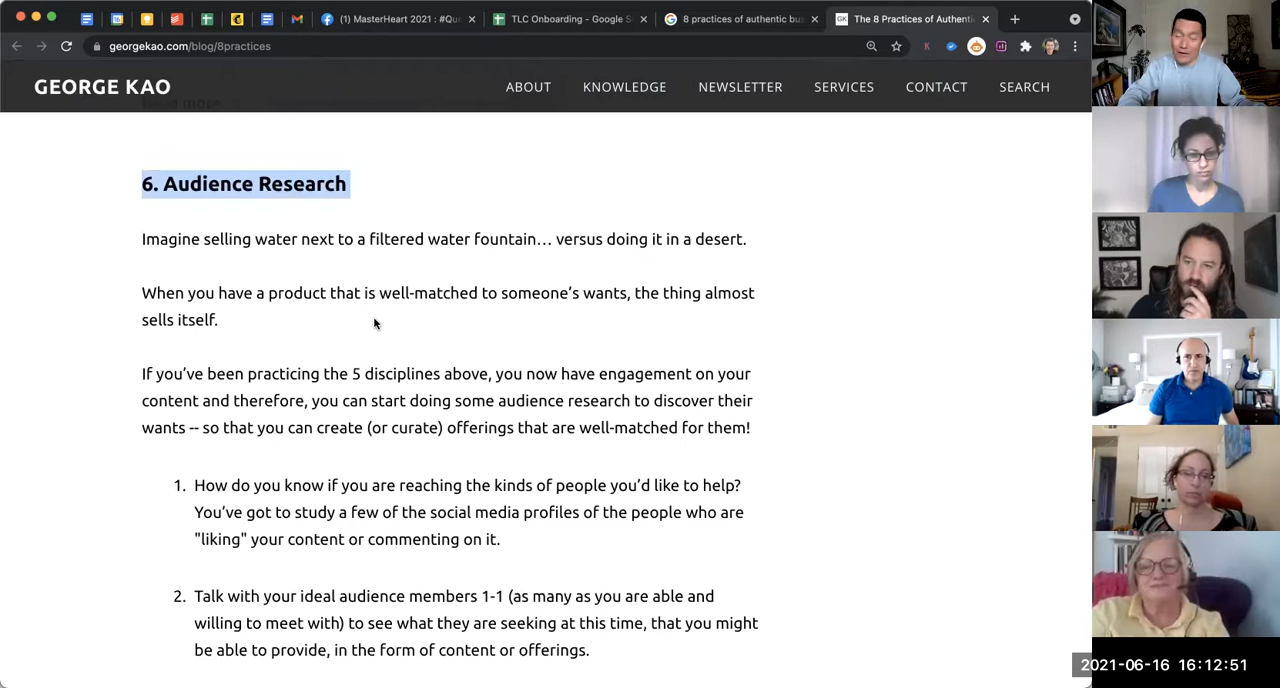 (1) MasterHeart 2021 : #Que
TLC Onboarding - Google S
8 practices of authentic bu
GK
The 8 Practices of Authenti
georgekao.com/blog/8practices
GEORGE KAO
ABOUT
KNOWLEDGE
NEWSLETTER
SERVICES
CONTACT
SEARCH
6. Audience Research
Imagine selling water next to a filtered water fountain… versus doing it in a desert.
When you have a product that is well-matched to someone’s wants, the thing almost
sells itself.
If you’ve been practicing the 5 disciplines above, you now have engagement on your
content and therefore, you can start doing some audience research to discover their
wants -- so that you can create (or curate) offerings that are well-matched for them!
1. How do you know if you are reaching the kinds of people you’d like to help?
You’ve got to study a few of the social media profiles of the people who are
"liking" your content or commenting on it.
2. Talk with your ideal audience members 1-1 (as many as you are able and
willing to meet with) to see what they are seeking at this time, that you might
be able to provide, in the form of content or offerings.
2021-06-16 16:12:51